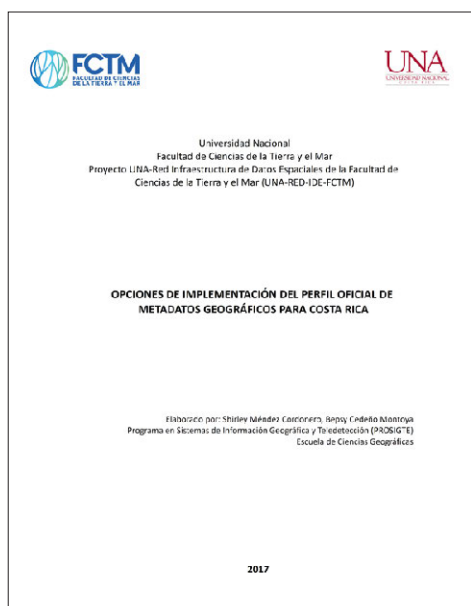 FCTM
FACULTAD DE CIENCIAS
DE LA TIERRA Y EL MAR
UNA
UNIVERSIDAD NACIONAL
COSTA RICA
Universidad Nacional
Facultad de Ciencias de la Tierra y el Mar
Proyecto UNA-Red Infraestructura de Datos Espaciales de la Facultad de
Ciencias de la Tierra y el Mar (UNA-RED-IDE-FCTM)
OPCIONES DE IMPLEMENTACIÓN DEL PERFIL OFICIAL DE
METADATOS GEOGRÁFICOS PARA COSTA RICA
Elaborado por: Shirley Méndez Cordonero, Bepsy Cedeño Montoya
Programa en Sistemas de Información Geográfica y Teledetección (PROSIGTE)
Escuela de Ciencias Geográficas
2017